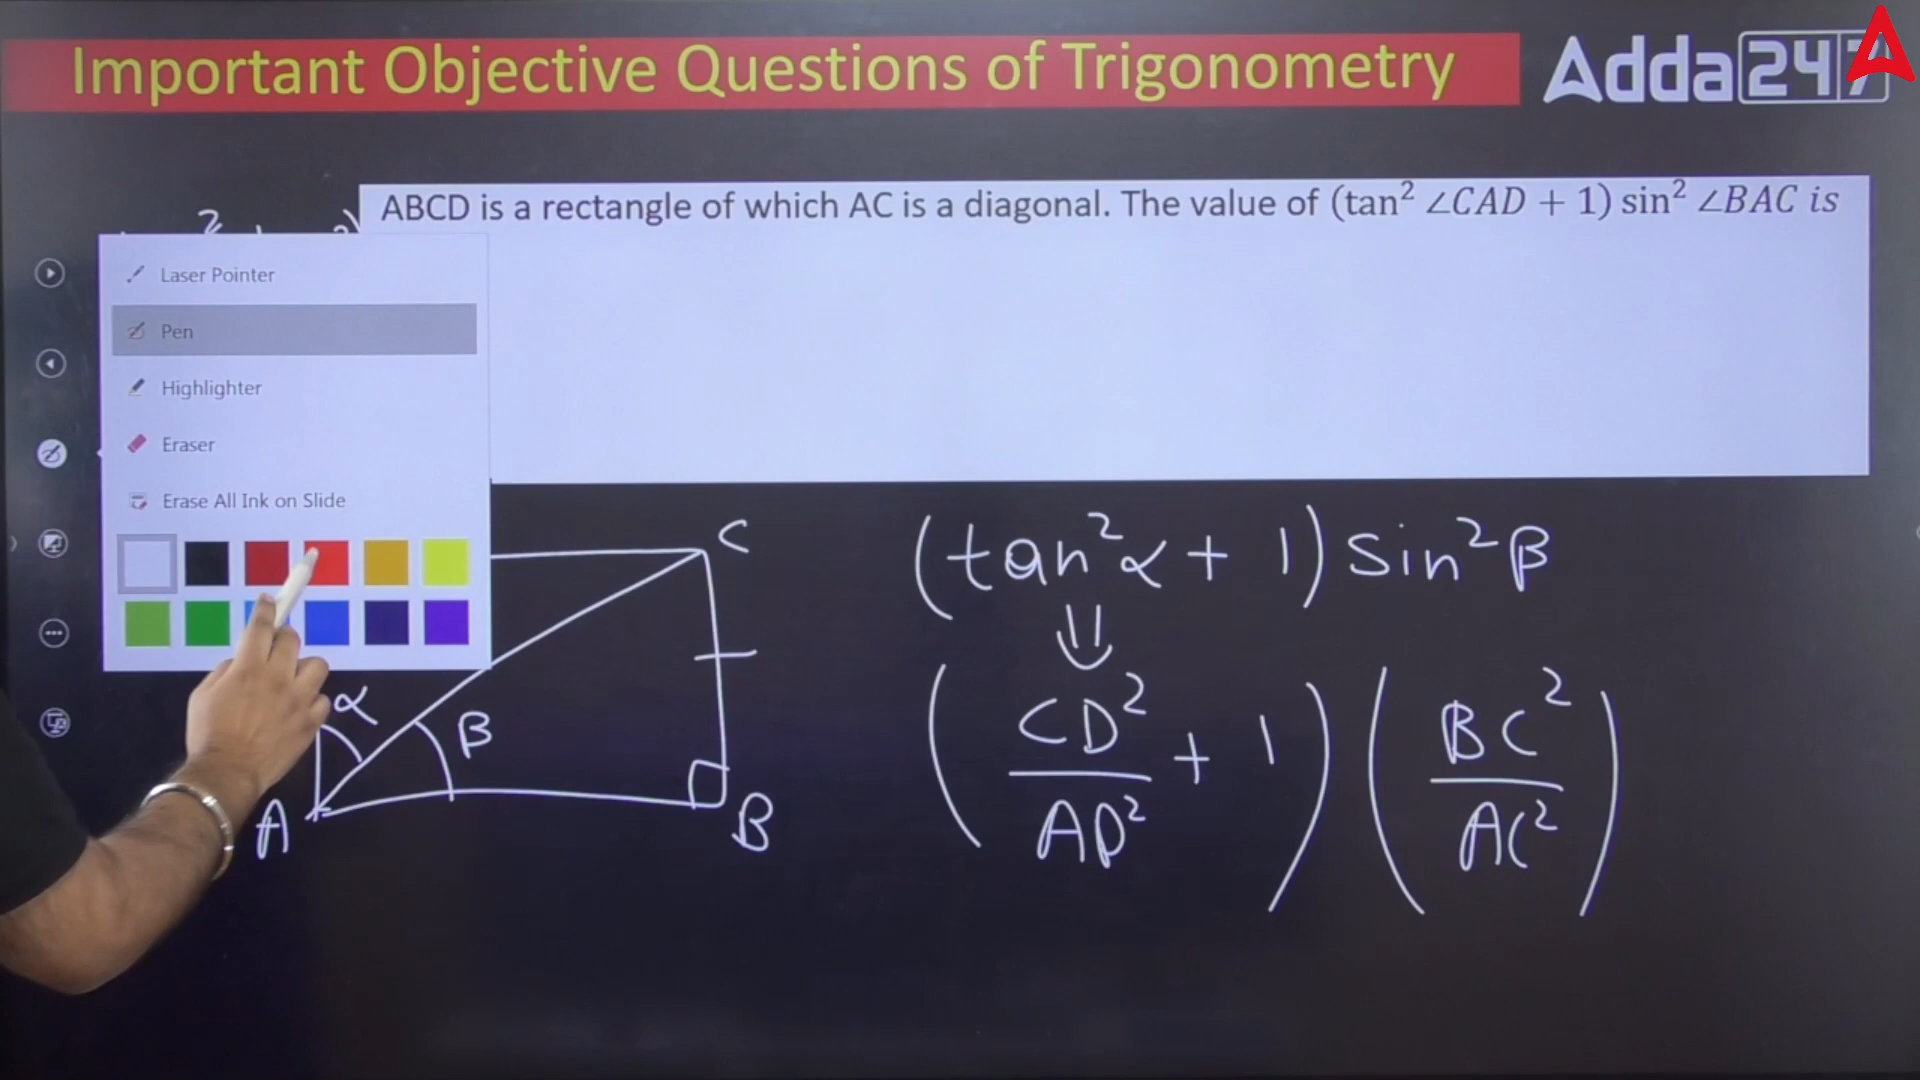 Important Objective Questions of Trigonometry
Adda247
ABCD is a rectangle of which AC is a diagonal. The value of (tan² ∠CAD + 1) sin² ∠BAC is
Laser Pointer
Pen
Highlighter
Eraser
Erase All Ink on Slide
C
(tan²α + 1) Sin²β
α
β
A
B
(CD²/AD² + 1) (BC²/AC²)